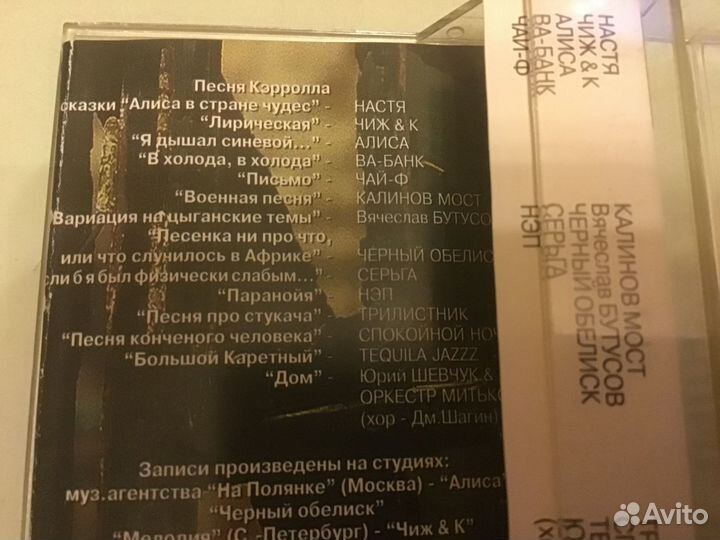 Песня Кэрролла
сказки "Алиса в стране чудес" - НАСТЯ
"Лирическая" - ЧИЖ & К
"Я дышал синевой..." - АЛИСА
"В холода, в холода" - ВА-БАНК
"Письмо" - ЧАЙ-Ф
"Военная песня" - КАЛИНОВ МОСТ
Вариация на цыганские темы" - Вячеслав БУТУСО
"Песенка ни про что,
или что случилось в Африке" - ЧЕРНЫЙ ОБЕЛИС
сли б я был физически слабым..." - СЕРЬГА
"Паранойя" - НЭП
"Песня про стукача" - ТРИЛИСТНИК
"Песня конченого человека" - СПОКОЙНОЙ НОЧ
"Большой Каретный" - TEQUILA JAZZZ
"Дом" - Юрий ШЕВЧУК &
ОРКЕСТР МИТЬКО
(хор - Дм.Шагин)
Записи произведены на студиях:
муз.агентства "На Полянке" (Москва) - "Алиса"
"Черный обелиск"
"Мелодия" (С.-Петербург) - "Чиж & К"
НАСТЯ
ЧИЖ & К
АЛИСА
ВА-БАНК
ЧАЙ-Ф
КАЛИНОВ МОСТ
Вячеслав БУТУСОВ
ЧЕРНЫЙ ОБЕЛИСК
СЕРЬГА
НЭП
Avito